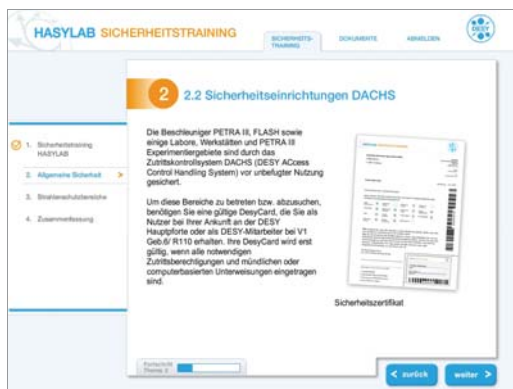 HASYLAB SICHERHEITSTRAINING
SICHERHEITS-
TRAINING
DOKUMENTE
ABMELDEN
DESY
2
2.2 Sicherheitseinrichtungen DACHS
1. Sicherheitstraining
HASYLAB
2. Allgemeine Sicherheit >
3. Strahlenschutzbereiche
4. Zusammenfassung
Die Beschleuniger PETRA III, FLASH sowie
einige Labore, Werkstätten und PETRA III
Experimentiergebiete sind durch das
Zutrittskontrollsystem DACHS (DESY ACcess
Control Handling System) vor unbefugter Nutzung
gesichert.
Um diese Bereiche zu betreten bzw. abzusuchen,
benötigen Sie eine gültige DesyCard, die Sie als
Nutzer bei Ihrer Ankunft an der DESY
Hauptpforte oder als DESY-Mitarbeiter bei V1
Geb.6/ R110 erhalten. Ihre DesyCard wird erst
gültig, wenn alle notwendigen
Zutrittsberechtigungen und mündlichen oder
computerbasierten Unterweisungen eingetragen
sind.
Sicherheitszertifikat
Fortschritt
Thema 2
< zurück
weiter >